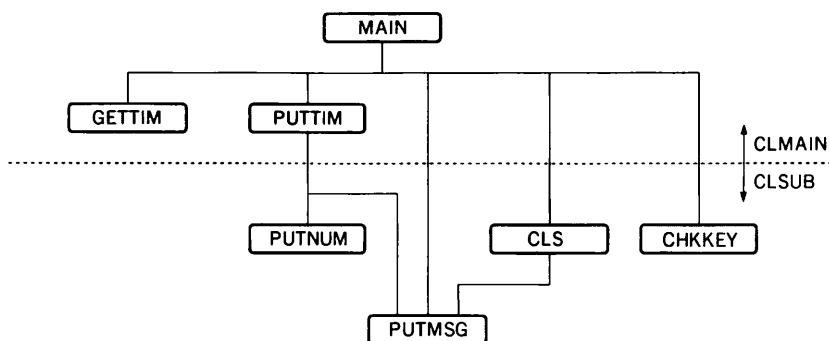 MAIN
GETTIM
PUTTIM
CLMAIN
CLSUB
PUTNUM
CLS
CHKKEY
PUTMSG